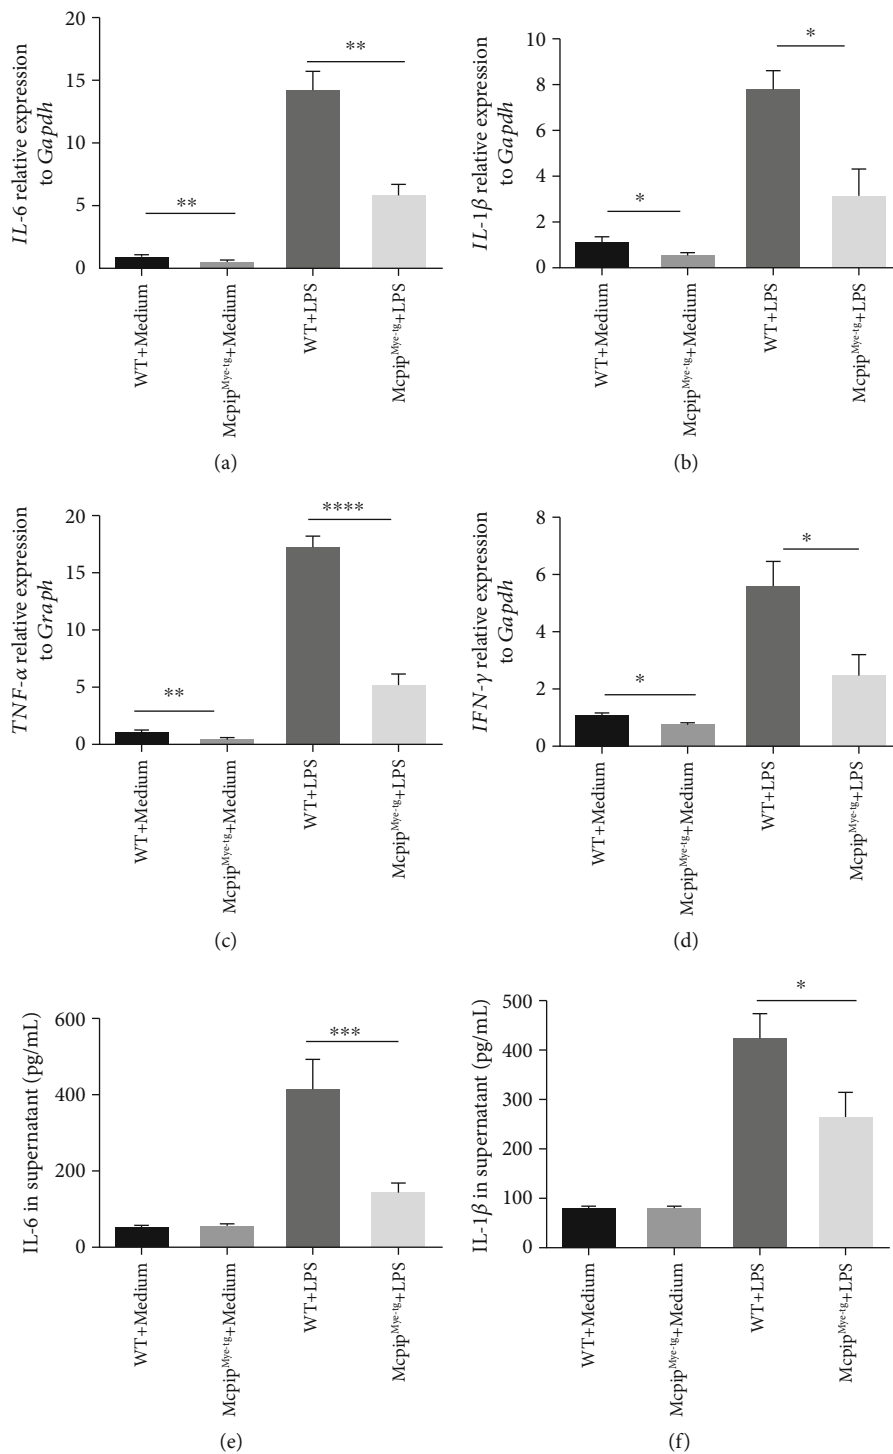 IL-6 relative expression
to Gapdh
20
15
10
5
0
**
**
WT+Medium
Mcpip^Mye-tg+Medium
WT+LPS
Mcpip^Mye-tg+LPS
(a)
IL-1β relative expression
to Gapdh
10
8
6
4
2
0
*
*
WT+Medium
Mcpip^Mye-tg+Medium
WT+LPS
Mcpip^Mye-tg+LPS
(b)
TNF-α relative expression
to Graph
20
15
10
5
0
**
****
WT+Medium
Mcpip^Mye-tg+Medium
WT+LPS
Mcpip^Mye-tg+LPS
(c)
IFN-γ relative expression
to Gapdh
8
6
4
2
0
*
*
WT+Medium
Mcpip^Mye-tg+Medium
WT+LPS
Mcpip^Mye-tg+LPS
(d)
IL-6 in supernatant (pg/mL)
600
400
200
0
***
WT+Medium
Mcpip^Mye-tg+Medium
WT+LPS
Mcpip^Mye-tg+LPS
(e)
IL-1β in supernatant (pg/mL)
500
400
300
200
100
0
*
WT+Medium
Mcpip^Mye-tg+Medium
WT+LPS
Mcpip^Mye-tg+LPS
(f)